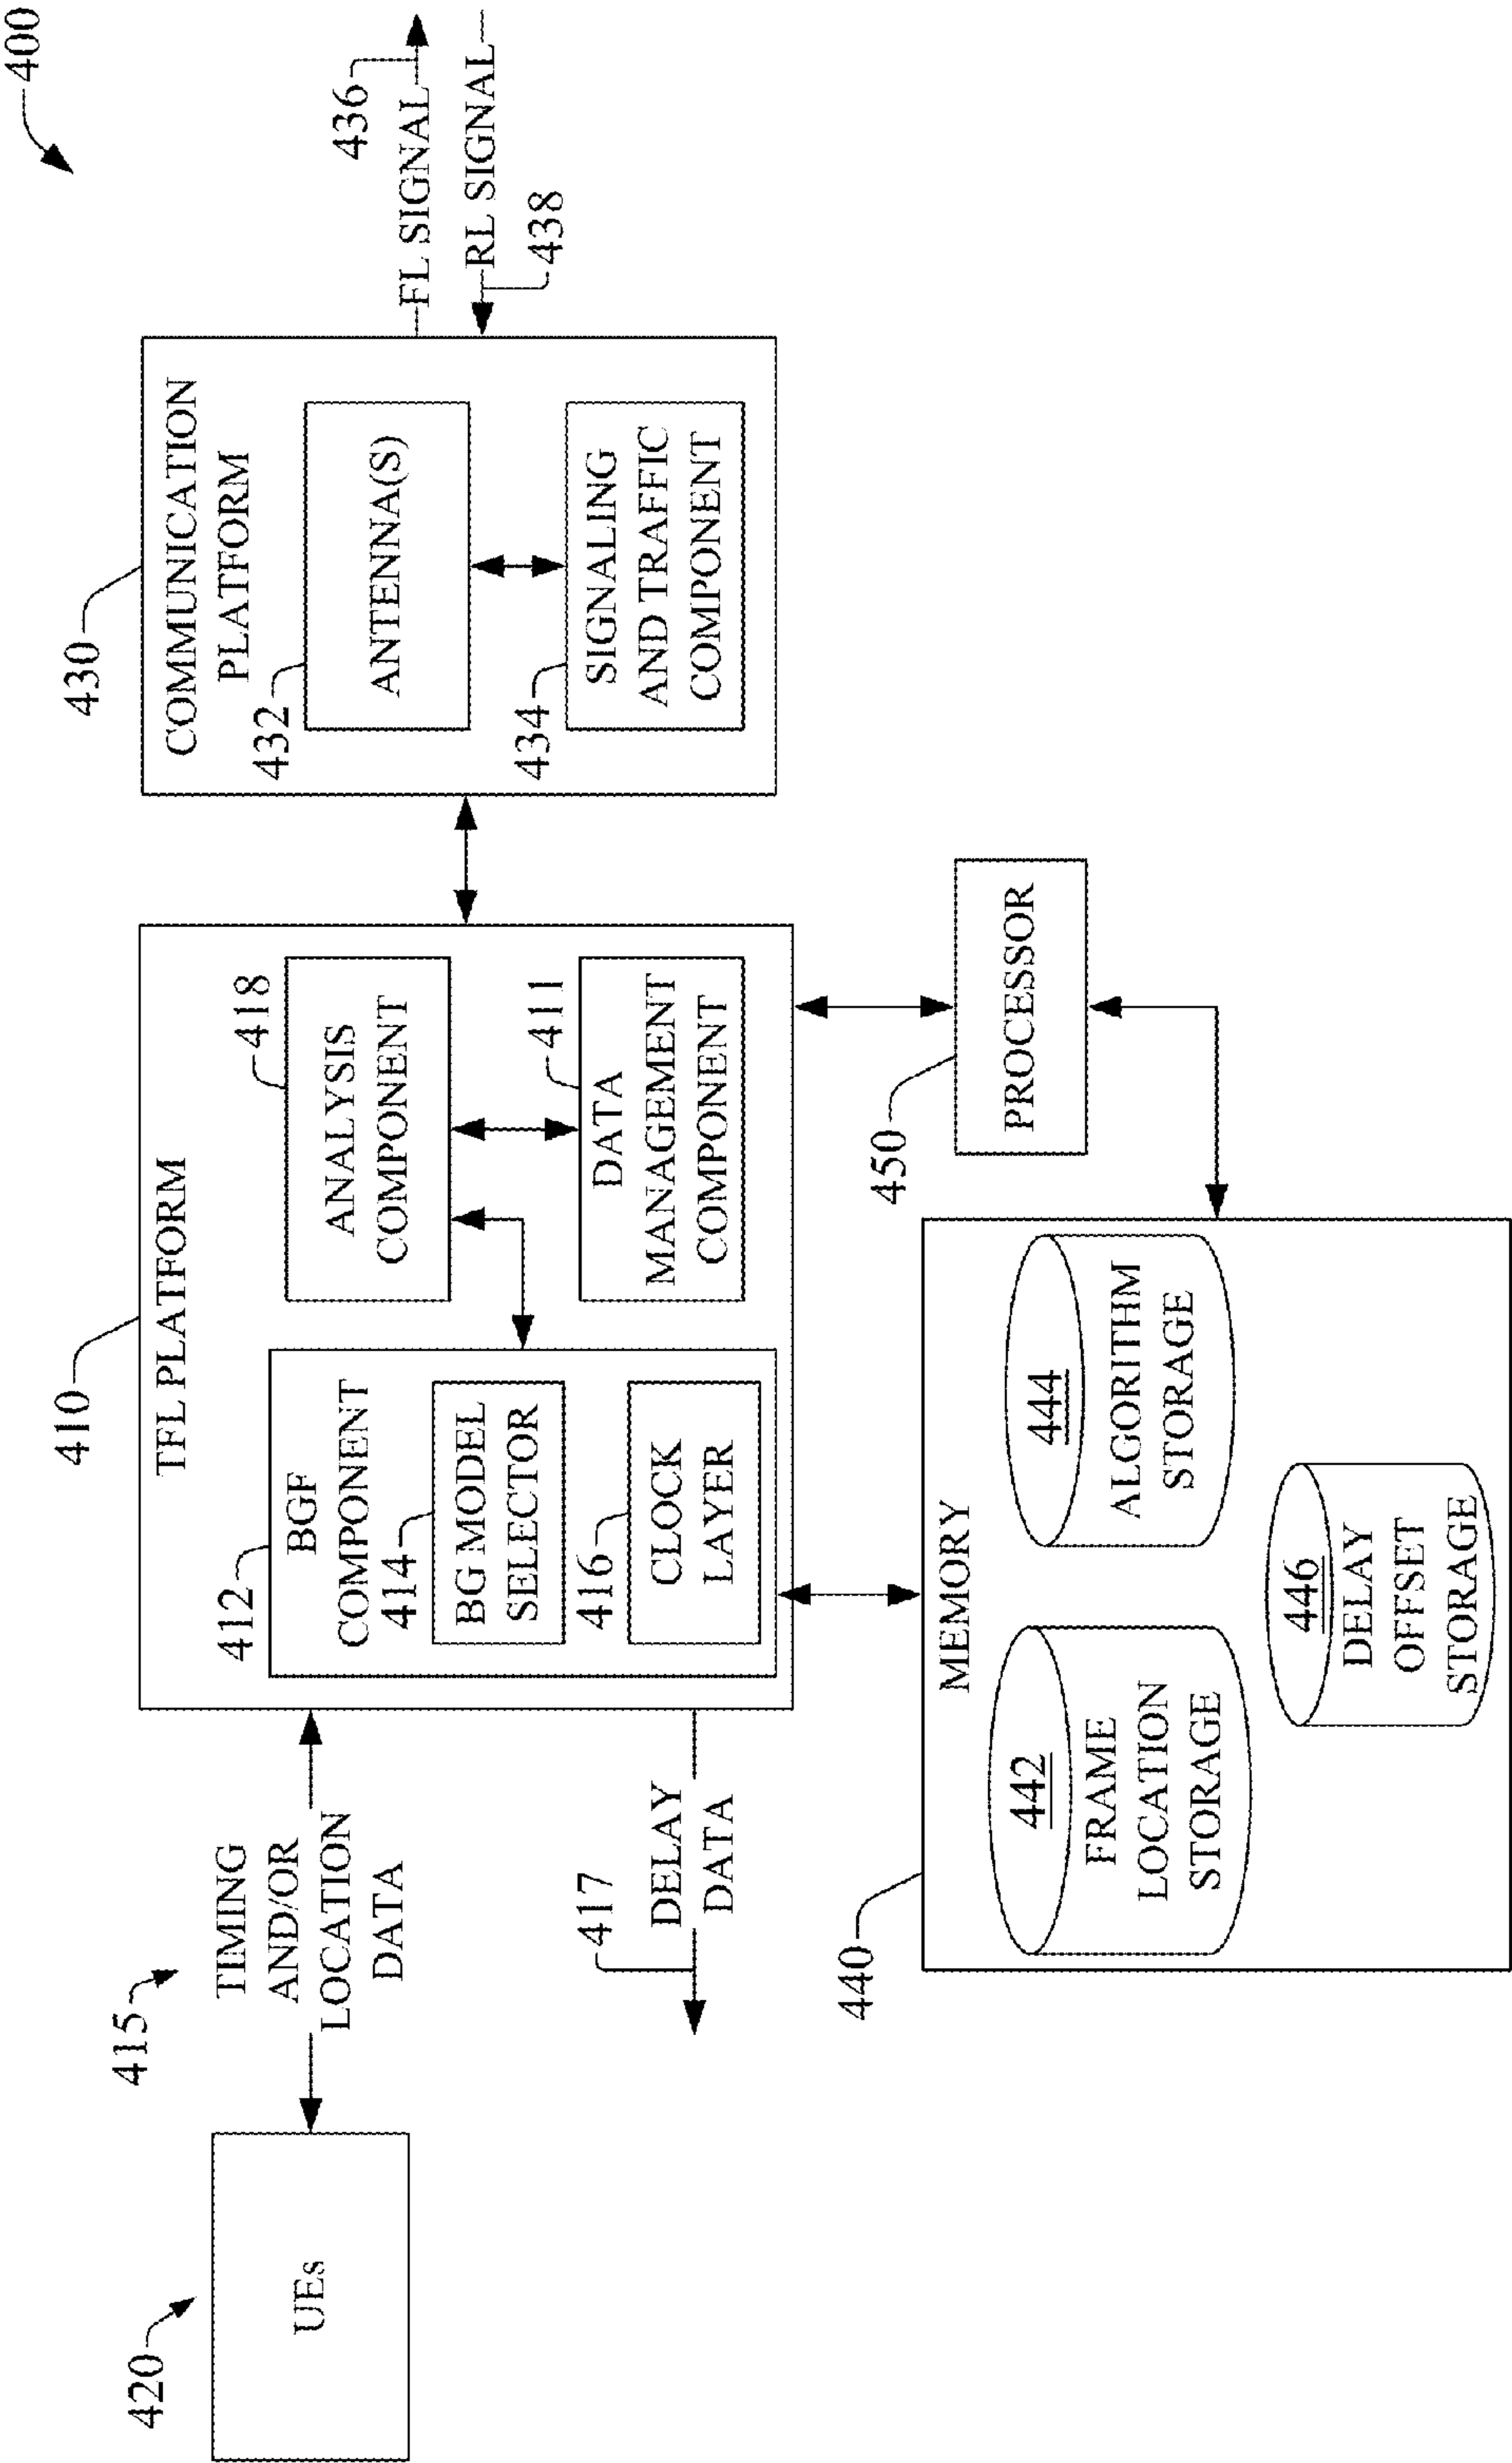 400
420
UEs
415
TIMING
AND/OR
LOCATION
DATA
417
DELAY
DATA
410
TFL PLATFORM
412
BGF
COMPONENT
414
BG MODEL
SELECTOR
416
CLOCK
LAYER
418
ANALYSIS
COMPONENT
411
DATA
MANAGEMENT
COMPONENT
430
COMMUNICATION
PLATFORM
432
ANTENNA(S)
434
SIGNALING
AND TRAFFIC
COMPONENT
436
FL SIGNAL
RL SIGNAL
438
450
PROCESSOR
440
MEMORY
442
FRAME
LOCATION
STORAGE
444
ALGORITHM
STORAGE
446
DELAY
OFFSET
STORAGE